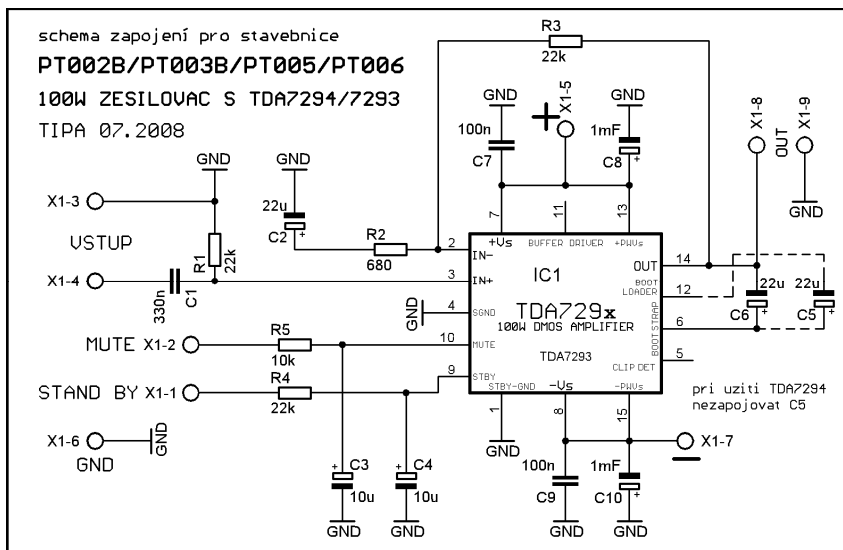 schema zapojení pro stavebnice
PT002B/PT003B/PT005/PT006
100W ZESILOVAC S TDA7294/7293
TIPA 07.2008
R3
22k
GND
X1-5
GND
X1-8
X1-9
OUT
100n
C7
+
1mF
C8
+
GND
GND
GND
X1-3
VSTUP
X1-4
R1
22k
330n
C1
22u
C2
+
R2
680
7
11
13
+Vs
BUFFER DRIVER
+PWVs
2
IN-
3
IN+
IC1
OUT
14
BOOT
LOADER
12
22u
C6
+
22u
C5
+
GND
4
SGND
TDA729x
100W DMOS AMPLIFIER
BOOT STRAP
6
MUTE X1-2
R5
10k
10
MUTE
TDA7293
CLIP DET
5
STAND BY X1-1
R4
22k
9
STBY
STBY-GND
-Vs
-PWVs
pri uziti TDA7294
nezapojovat C5
1
8
15
X1-6
GND
GND
GND
X1-7
+
C3
10u
+
C4
10u
100n
C9
1mF
C10
+
GND
GND
GND
GND